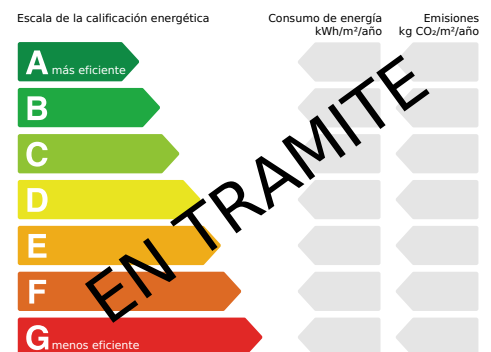 Escala de la calificación energética
Consumo de energía
kWh/m²/año
Emisiones
kg CO₂/m²/año
A más eficiente
B
C
D
E
F
G menos eficiente
EN TRAMITE